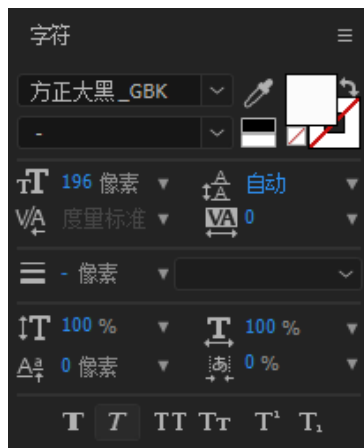 字符
方正大黑_GBK
-
196 像素 自动
度量标准 0
- 像素
100 % 100 %
0 像素 0 %
T T TT Tт T¹ T₁